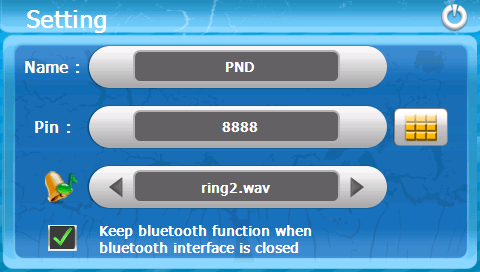 Setting
Name : PND
Pin : 8888
ring2.wav
Keep bluetooth function when
bluetooth interface is closed